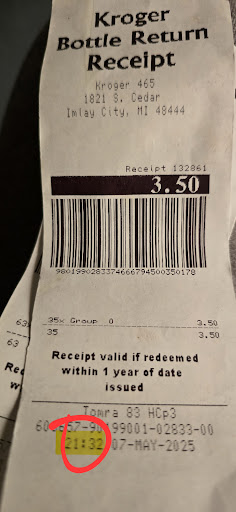 Kroger
Bottle Return
Receipt
Kroger 465
1821 S. Cedar
Imlay City, MI 48444
Receipt 132861
3.50
9801990283374666794500350178
35x Group 0 3.50
35 3.50
Receipt valid if redeemed
within 1 year of date
issued
Tomra 83 HCp3
21:32 07-MAY-2025
63